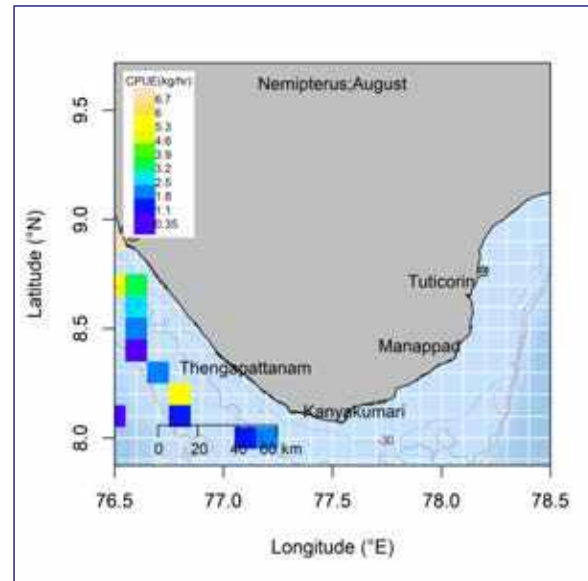 CPUE(kg/hr)
6.7
6
5.3
4.6
3.9
3.2
2.5
1.8
1.1
0.35
Nemipterus;August
Tuticorin
Manappad
Thengapattanam
Kanyakumari
-30
0 20 40 60 km
Latitude (°N)
9.5
9.0
8.5
8.0
76.5 77.0 77.5 78.0 78.5
Longitude (°E)